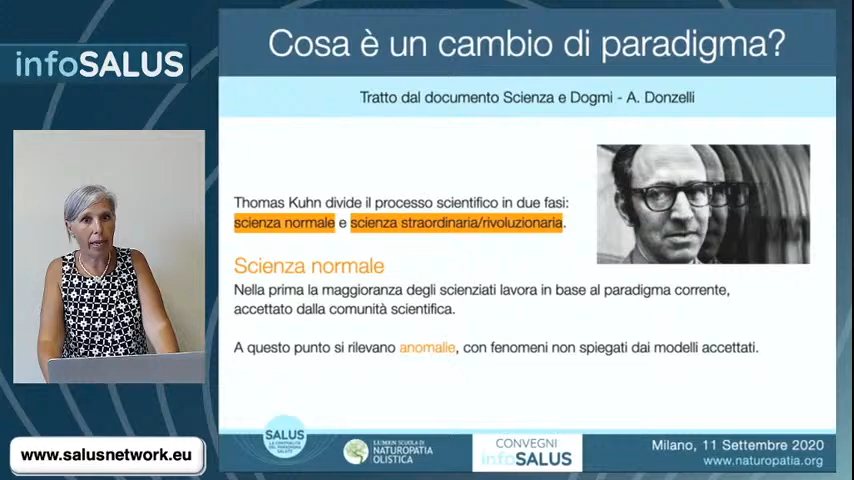 infoSALUS
Cosa è un cambio di paradigma?
Tratto dal documento Scienza e Dogmi - A. Donzelli
Thomas Kuhn divide il processo scientifico in due fasi:
scienza normale e scienza straordinaria/rivoluzionaria.
Scienza normale
Nella prima la maggioranza degli scienziati lavora in base al paradigma corrente,
accettato dalla comunità scientifica.
A questo punto si rilevano anomalie, con fenomeni non spiegati dai modelli accettati.
www.salusnetwork.eu
SALUS
LUMEN SCUOLA DI
NATUROPATIA
OLISTICA
CONVEGNI
infoSALUS
Milano, 11 Settembre 2020
www.naturopatia.org